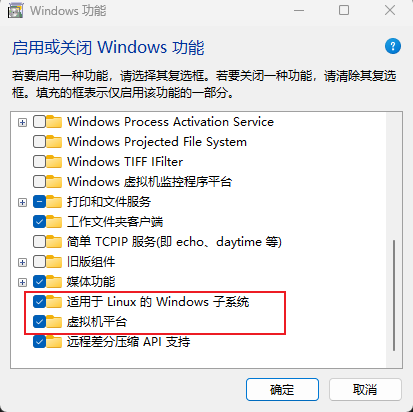 Windows 功能
启用或关闭 Windows 功能
若要启用一种功能，请选择其复选框。若要关闭一种功能，请清除其复选
框。填充的框表示仅启用该功能的一部分。
Windows Process Activation Service
Windows Projected File System
Windows TIFF IFilter
Windows 虚拟机监控程序平台
打印和文件服务
工作文件夹客户端
简单 TCPIP 服务(即 echo、daytime 等)
旧版组件
媒体功能
适用于 Linux 的 Windows 子系统
虚拟机平台
远程差分压缩 API 支持
确定
取消